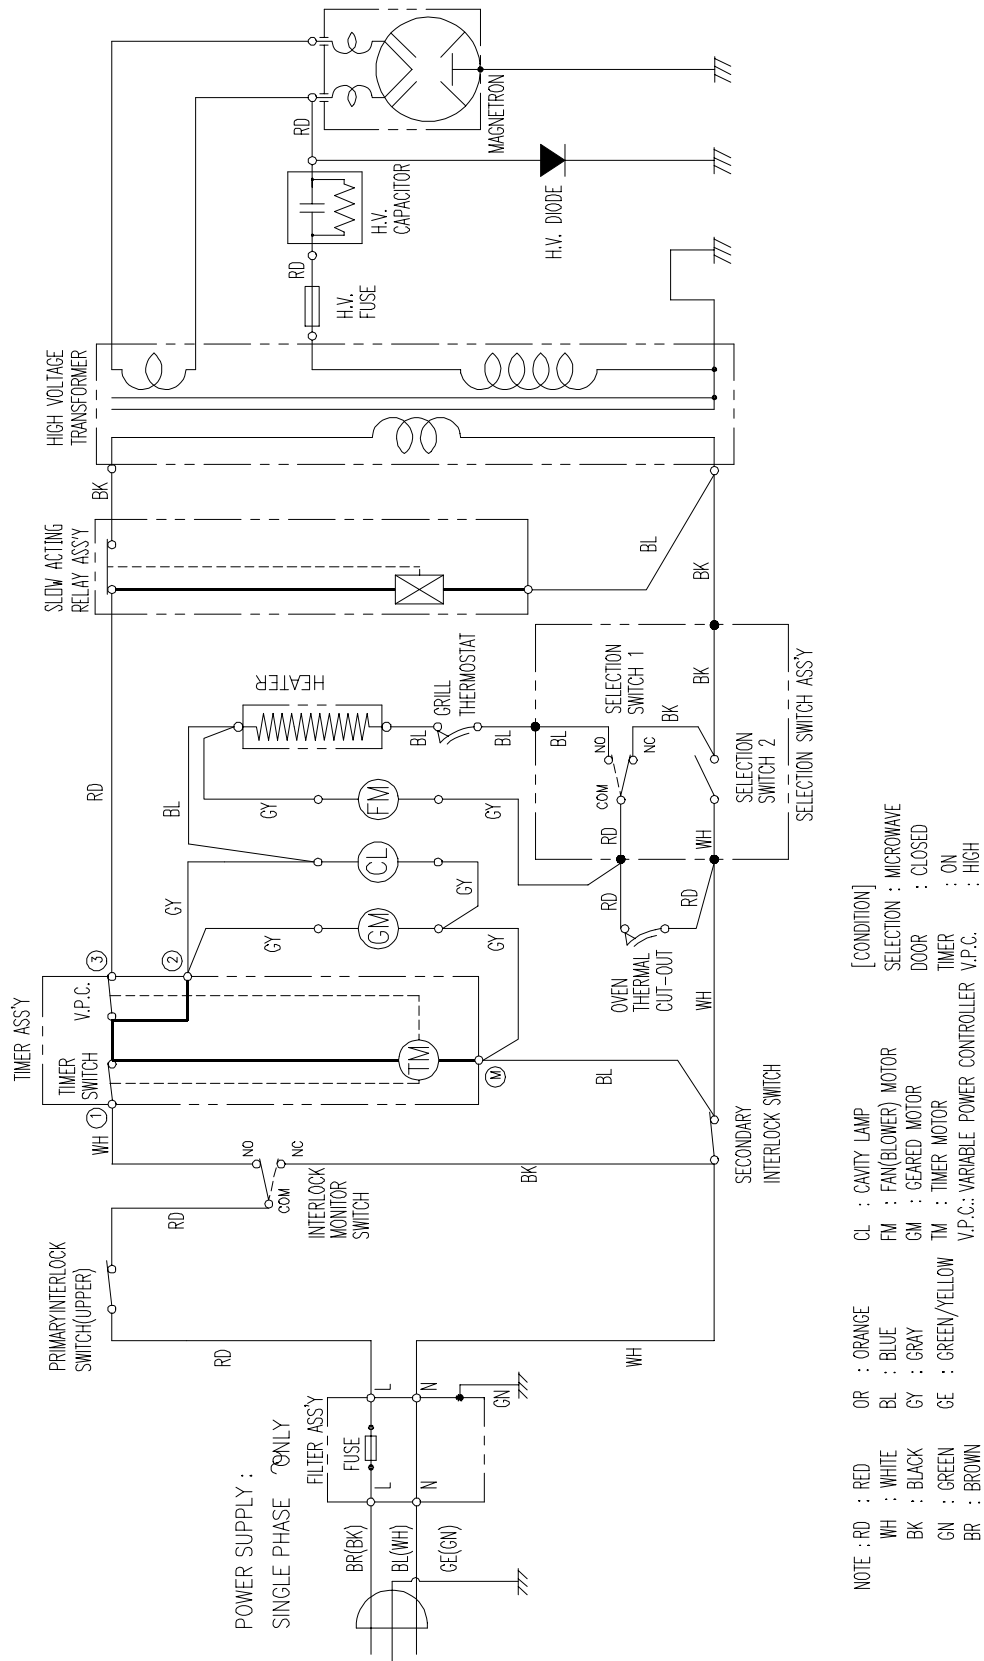 POWER SUPPLY :
SINGLE PHASE ONLY
BR(BK)
BL(WH)
GE(GN)
FILTER ASS'Y
FUSE
L
N
L
N
GN
RD
WH
PRIMARY INTERLOCK
SWITCH(UPPER)
RD
COM
NO
NC
INTERLOCK
MONITOR
SWITCH
WH
BK
SECONDARY
INTERLOCK SWITCH
TIMER ASS'Y
1
TIMER
SWITCH
V.P.C.
3
2
TM
M
BL
WH
RD
GY
GY
GM
GY
CL
GY
BL
GY
FM
GY
HEATER
BL
GRILL
THERMOSTAT
BL
OVEN
THERMAL
CUT-OUT
RD
RD
RD
WH
COM
NO
NC
BL
BK
BK
SELECTION
SWITCH 1
SELECTION
SWITCH 2
SELECTION SWITCH ASS'Y
SLOW ACTING
RELAY ASS'Y
BL
BK
BK
HIGH VOLTAGE
TRANSFORMER
H.V.
FUSE
RD
H.V.
CAPACITOR
RD
H.V. DIODE
MAGNETRON
NOTE : RD : RED
WH : WHITE
BK : BLACK
GN : GREEN
BR : BROWN
OR : ORANGE
BL : BLUE
GY : GRAY
GE : GREEN/YELLOW
CL : CAVITY LAMP
FM : FAN(BLOWER) MOTOR
GM : GEARED MOTOR
TM : TIMER MOTOR
V.P.C.: VARIABLE POWER CONTROLLER
[CONDITION]
SELECTION : MICROWAVE
DOOR : CLOSED
TIMER : ON
V.P.C. : HIGH